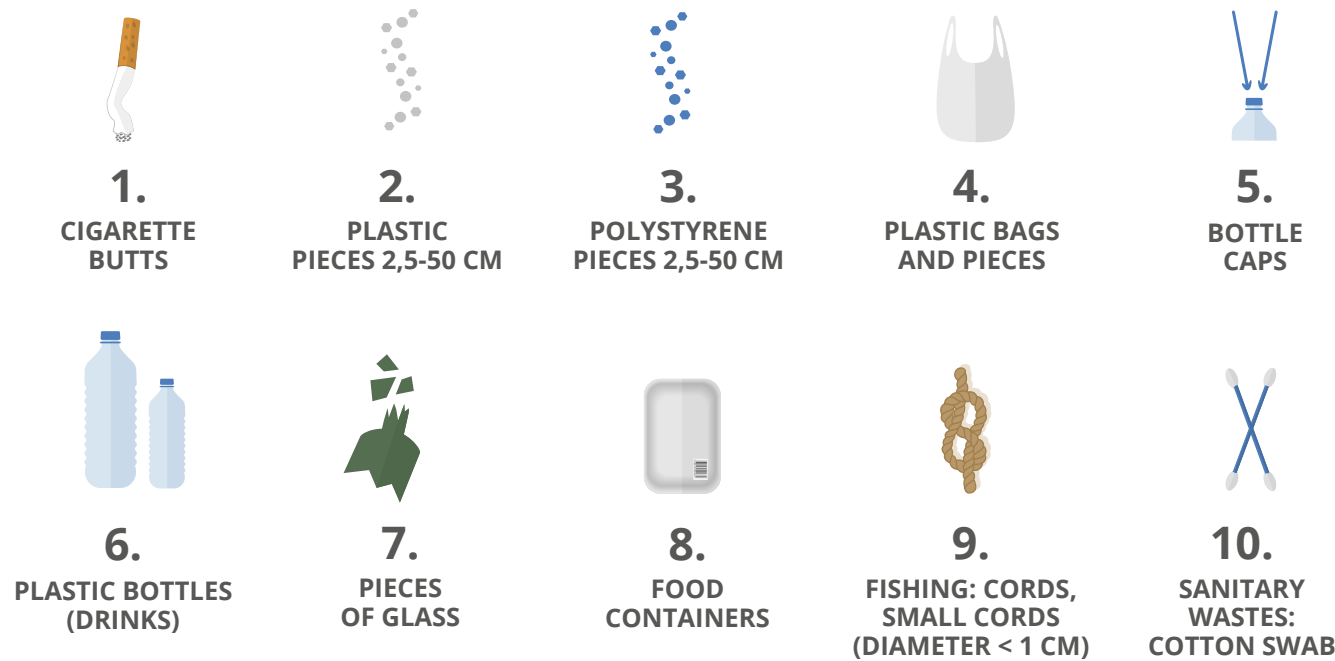 1.
CIGARETTE
BUTTS
2.
PLASTIC
PIECES 2,5-50 CM
3.
POLYSTYRENE
PIECES 2,5-50 CM
4.
PLASTIC BAGS
AND PIECES
5.
BOTTLE
CAPS
6.
PLASTIC BOTTLES
(DRINKS)
7.
PIECES
OF GLASS
8.
FOOD
CONTAINERS
9.
FISHING: CORDS,
SMALL CORDS
(DIAMETER < 1 CM)
10.
SANITARY
WASTES:
COTTON SWAB